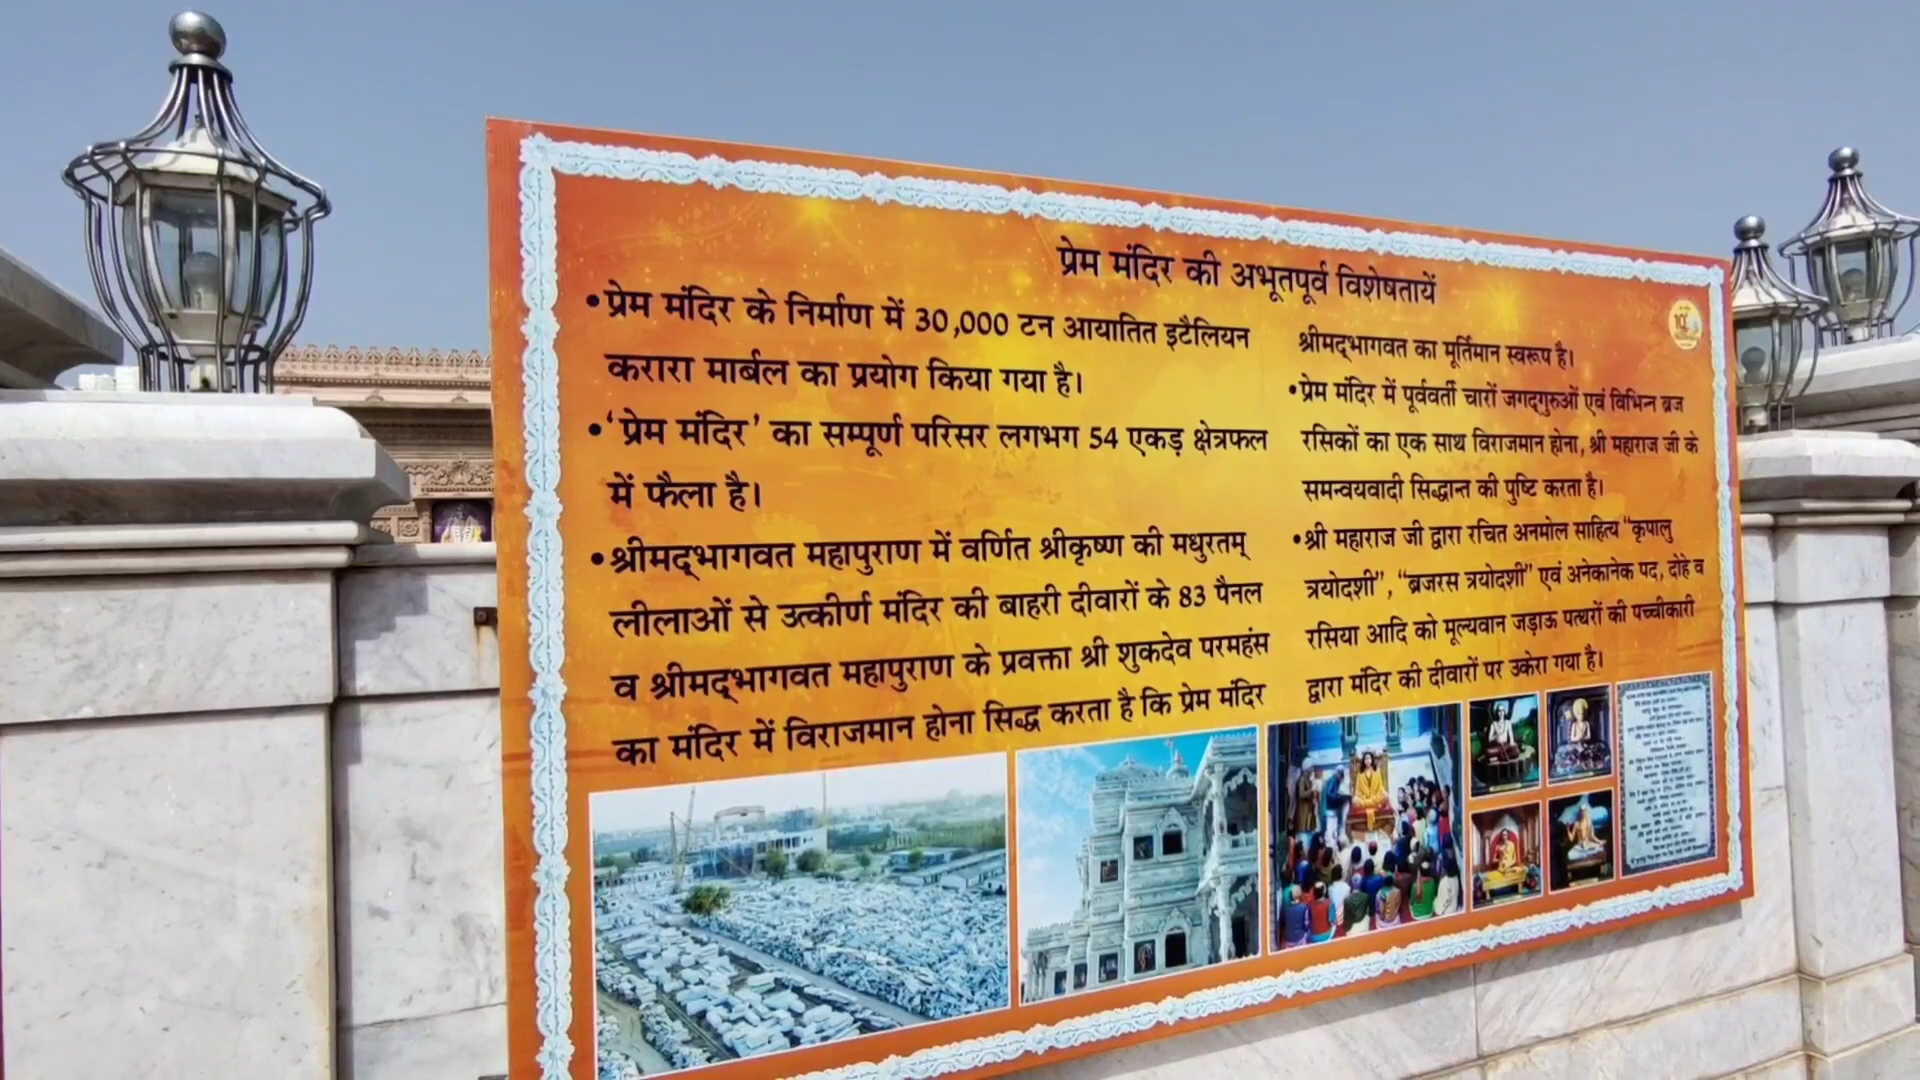 प्रेम मंदिर की अभूतपूर्व विशेषतायें
•प्रेम मंदिर के निर्माण में 30,000 टन आयातित इटैलियन
करारा मार्बल का प्रयोग किया गया है।
•‘प्रेम मंदिर’ का सम्पूर्ण परिसर लगभग 54 एकड़ क्षेत्रफल
में फैला है।
•श्रीमद्भागवत महापुराण में वर्णित श्रीकृष्ण की मधुरतम्
लीलाओं से उत्कीर्ण मंदिर की बाहरी दीवारों के 83 पैनल
व श्रीमद्भागवत महापुराण के प्रवक्ता श्री शुकदेव परमहंस
का मंदिर में विराजमान होना सिद्ध करता है कि प्रेम मंदिर
श्रीमद्भागवत का मूर्तिमान स्वरूप है।
•प्रेम मंदिर में पूर्ववर्ती चारों जगद्गुरुओं एवं विभिन्न ब्रज
रसिकों का एक साथ विराजमान होना, श्री महाराज जी के
समन्वयवादी सिद्धान्त की पुष्टि करता है।
•श्री महाराज जी द्वारा रचित अनमोल साहित्य “कृपालु
त्रयोदशी”, “ब्रजरस त्रयोदशी” एवं अनेकानेक पद, दोहे व
रसिया आदि को मूल्यवान जड़ाऊ पत्थरों की पच्चीकारी
द्वारा मंदिर की दीवारों पर उकेरा गया है।